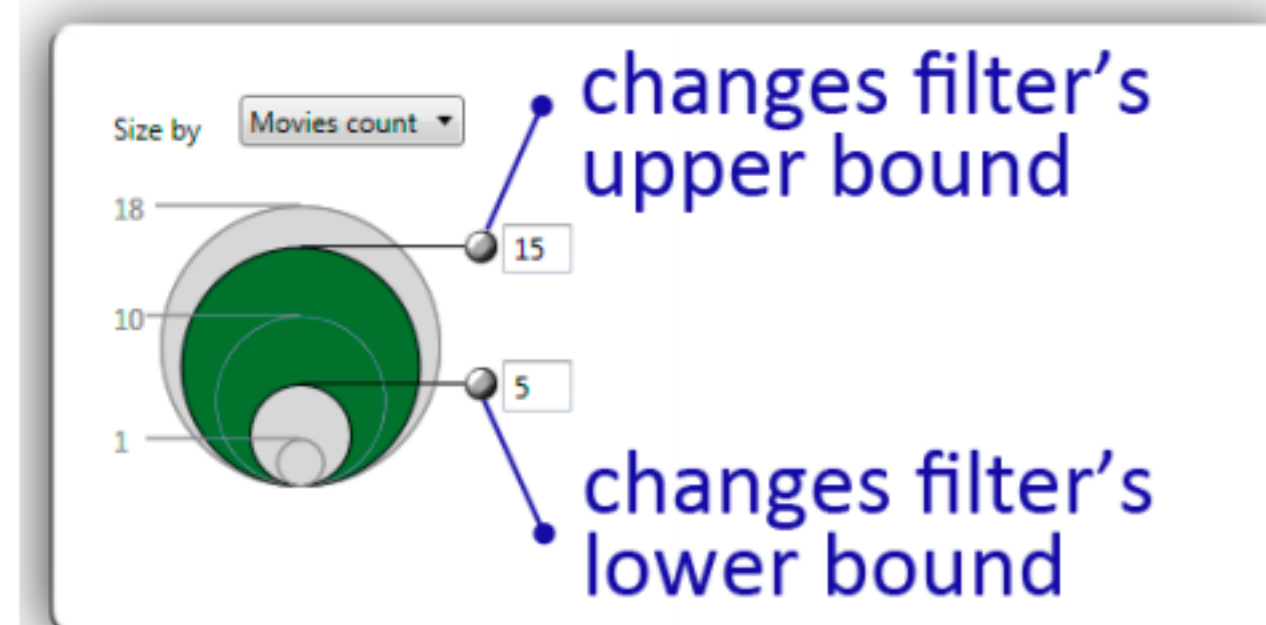 changes filter's
upper bound
Size by
Movies count
18
15
10
5
1
changes filter's
lower bound